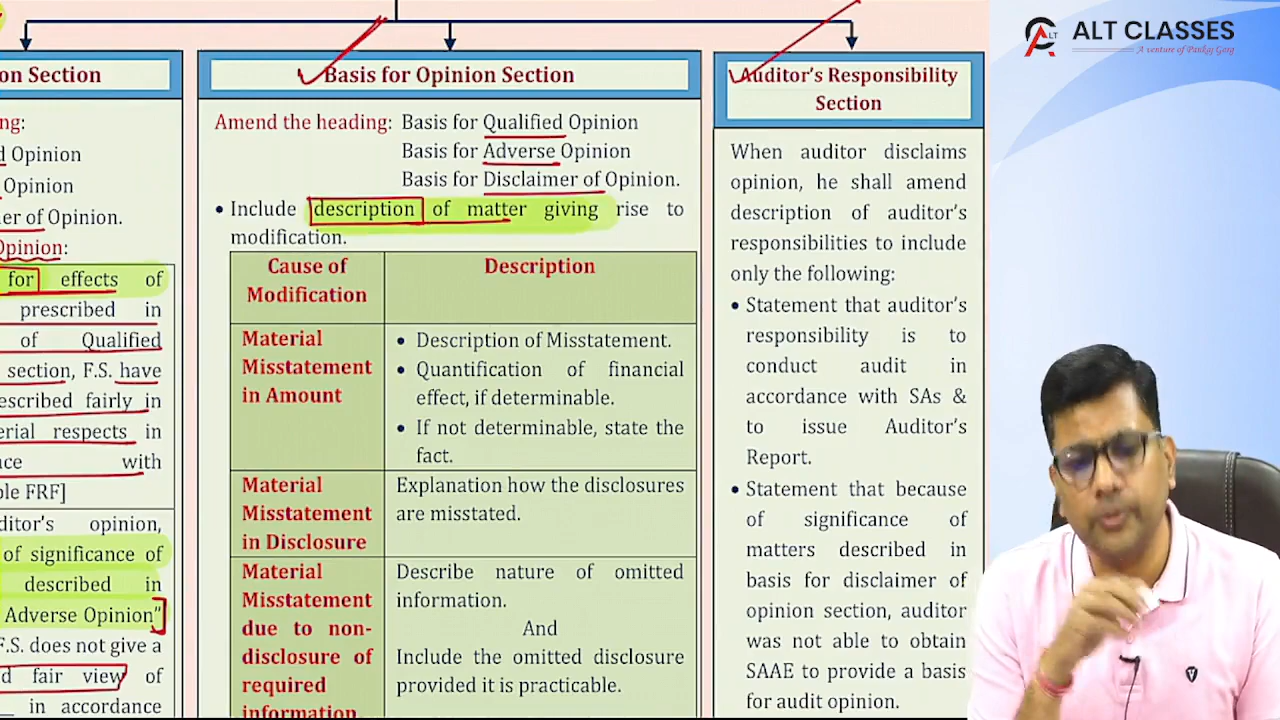 ALT CLASSES
A venture of Pankaj Garg
on Section
Opinion
Opinion
of Opinion.
Opinion:
for effects of
prescribed in
of Qualified
section, F.S. have
fairly in
respects in
with
FRF]
opinion,
of significance of
described in
Adverse Opinion"
F.S. does not give a
fair view of
in accordance
Basis for Opinion Section
Amend the heading: Basis for Qualified Opinion
Basis for Adverse Opinion
Basis for Disclaimer of Opinion.
• Include description of matter giving rise to
modification.
Cause of
Modification
Description
Material
Misstatement
in Amount
• Description of Misstatement.
• Quantification of financial
effect, if determinable.
• If not determinable, state the
fact.
Material
Misstatement
in Disclosure
Explanation how the disclosures
are misstated.
Material
Misstatement
due to non-
disclosure of
required
information
Describe nature of omitted
information.
And
Include the omitted disclosure
provided it is practicable.
Auditor's Responsibility
Section
When auditor disclaims
opinion, he shall amend
description of auditor's
responsibilities to include
only the following:
• Statement that auditor's
responsibility is to
conduct audit in
accordance with SAs &
to issue Auditor's
Report.
• Statement that because
of significance of
matters described in
basis for disclaimer of
opinion section, auditor
was not able to obtain
SAAE to provide a basis
for audit opinion.